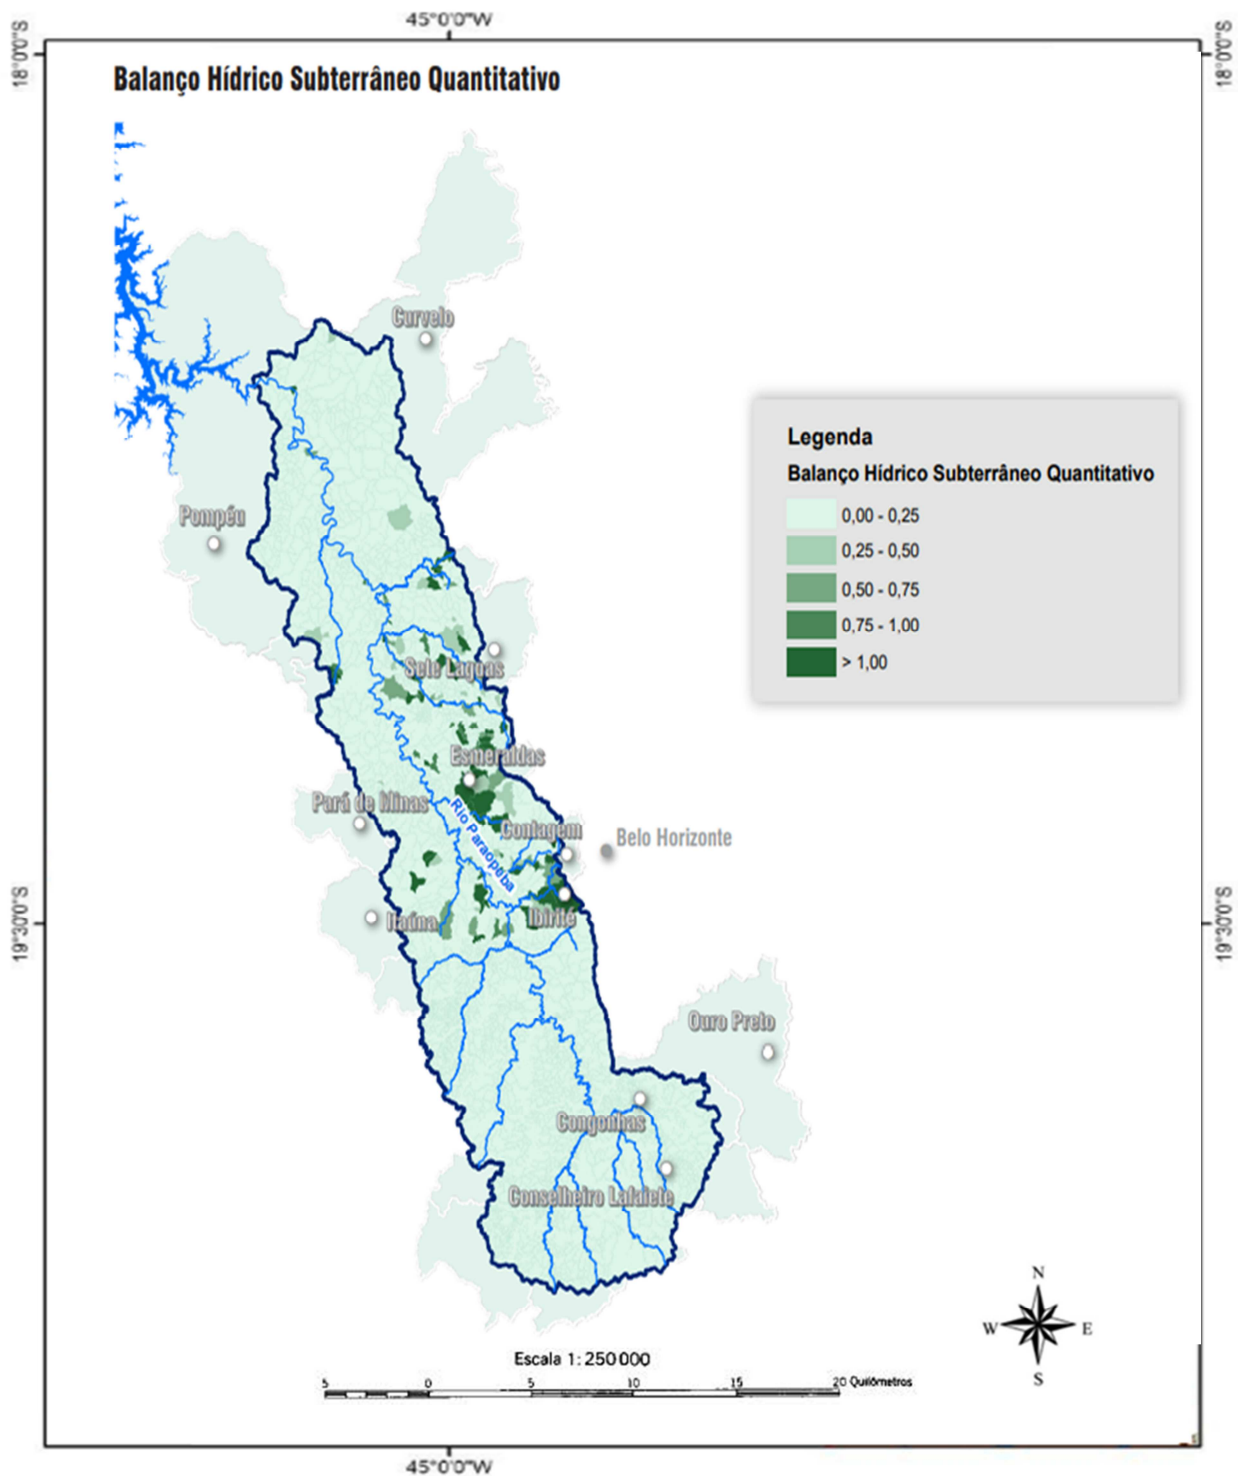 45°0'0"W
18°0'0"S
18°0'0"S
Balanço Hídrico Subterrâneo Quantitativo
Curvelo
Legenda
Balanço Hídrico Subterrâneo Quantitativo
0,00 - 0,25
0,25 - 0,50
0,50 - 0,75
0,75 - 1,00
> 1,00
Pompéu
Sete Lagoas
Esmeraldas
Pará de Minas
Rio Paraopeba
Contagem
Belo Horizonte
Itaúna
Ibirité
19°30'0"S
19°30'0"S
Ouro Preto
Congonhas
Conselheiro Lafaiete
N
W
E
S
Escala 1: 250 000
5 0 5 10 15 20 Quilômetros
45°0'0"W